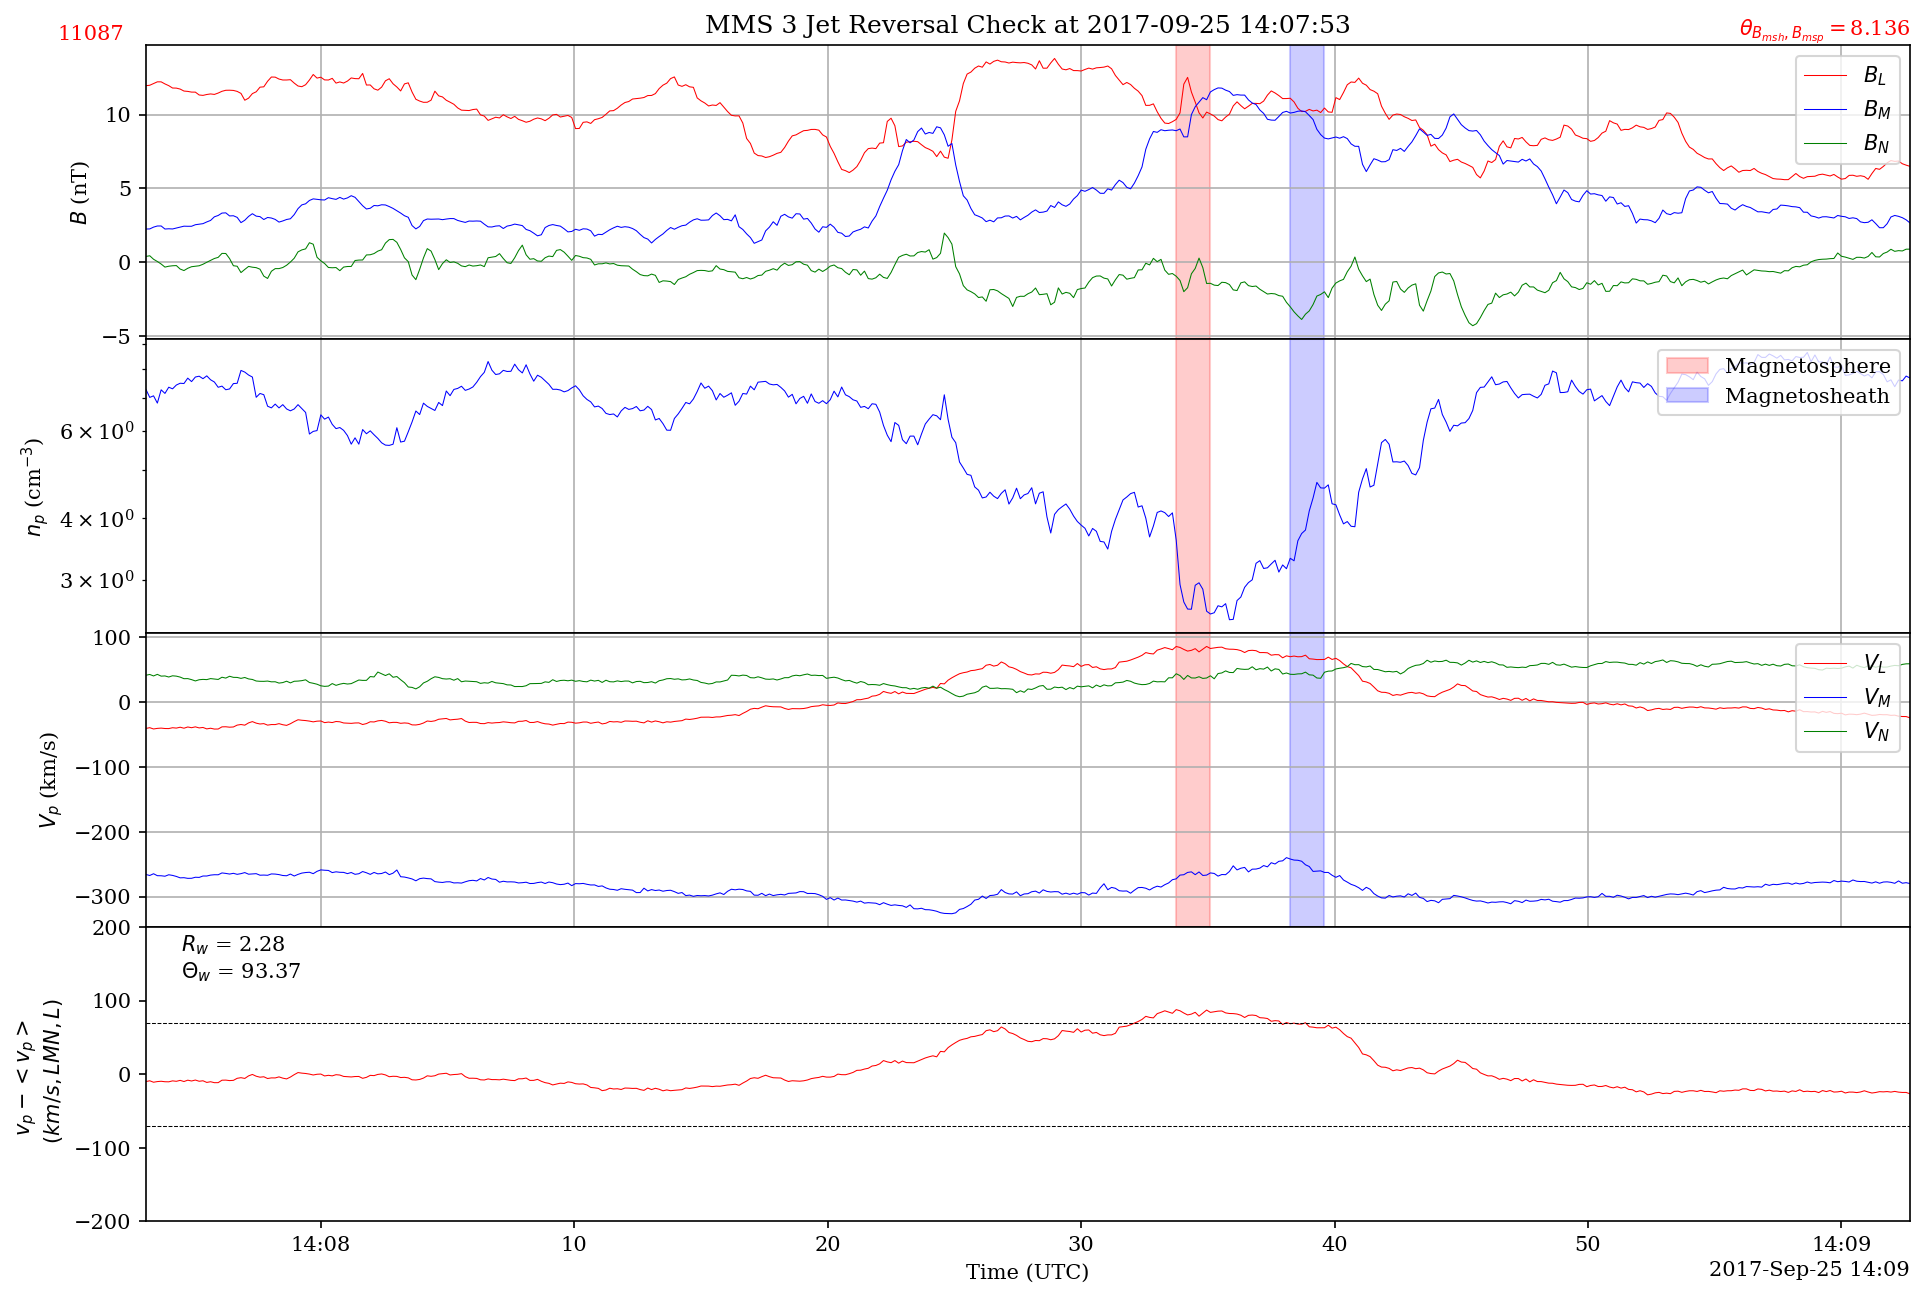 11087
MMS 3 Jet Reversal Check at 2017-09-25 14:07:53
θ_{B_{msh}, B_{msp}} = 8.136
B (nT)
10
5
0
−5
B_L
B_M
B_N
n_p (cm^{−3})
6 × 10^0
4 × 10^0
3 × 10^0
Magnetosphere
Magnetosheath
V_p (km/s)
100
0
−100
−200
−300
V_L
V_M
V_N
v_p − < v_p >
(km/s, LMN, L)
200
100
0
−100
−200
R_w = 2.28
Θ_w = 93.37
14:08 10 20 30 40 50 14:09
Time (UTC)
2017-Sep-25 14:09